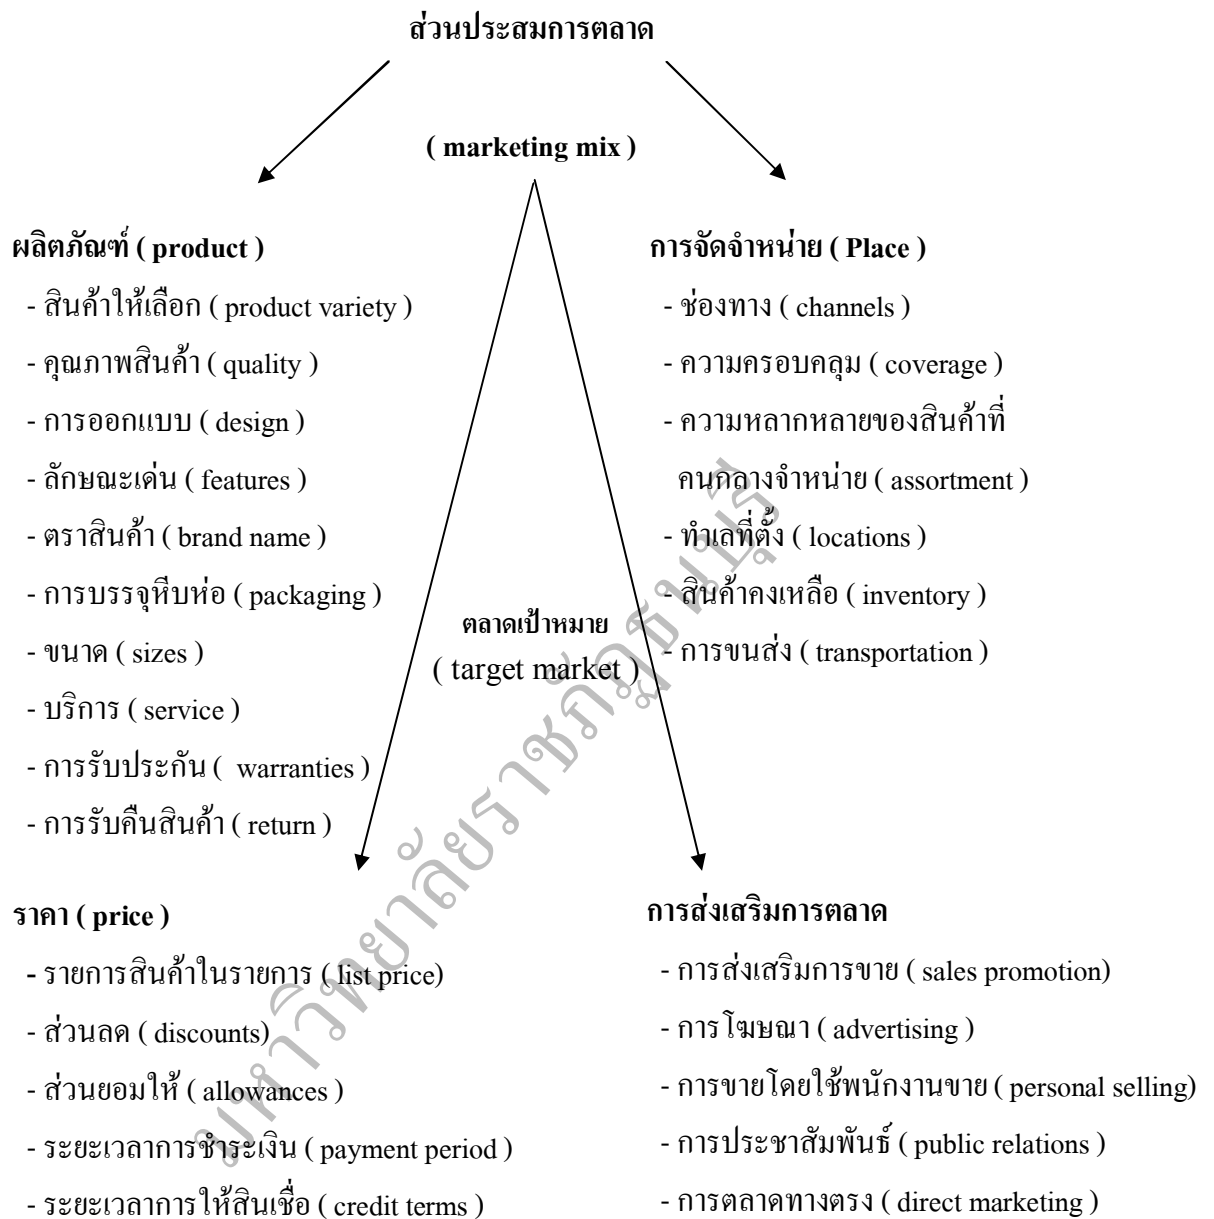 ส่วนประสมการตลาด
( marketing mix )
ผลิตภัณฑ์ ( product )
- สินค้าให้เลือก ( product variety )
- คุณภาพสินค้า ( quality )
- การออกแบบ ( design )
- ลักษณะเด่น ( features )
- ตราสินค้า ( brand name )
- การบรรจุหีบห่อ ( packaging )
- ขนาด ( sizes )
- บริการ ( service )
- การรับประกัน ( warranties )
- การรับคืนสินค้า ( return )
การจัดจำหน่าย ( Place )
- ช่องทาง ( channels )
- ความครอบคลุม ( coverage )
- ความหลากหลายของสินค้าที่
คนกลางจำหน่าย ( assortment )
- ทำเลที่ตั้ง ( locations )
- สินค้าคงเหลือ ( inventory )
- การขนส่ง ( transportation )
ตลาดเป้าหมาย
( target market )
ราคา ( price )
- รายการสินค้าในรายการ ( list price)
- ส่วนลด ( discounts)
- ส่วนยอมให้ ( allowances )
- ระยะเวลาการชำระเงิน ( payment period )
- ระยะเวลาการให้สินเชื่อ ( credit terms )
การส่งเสริมการตลาด
- การส่งเสริมการขาย ( sales promotion)
- การโฆษณา ( advertising )
- การขายโดยใช้พนักงานขาย ( personal selling)
- การประชาสัมพันธ์ ( public relations )
- การตลาดทางตรง ( direct marketing )
มหาวิทยาลัยราชภัฏธนบุรี